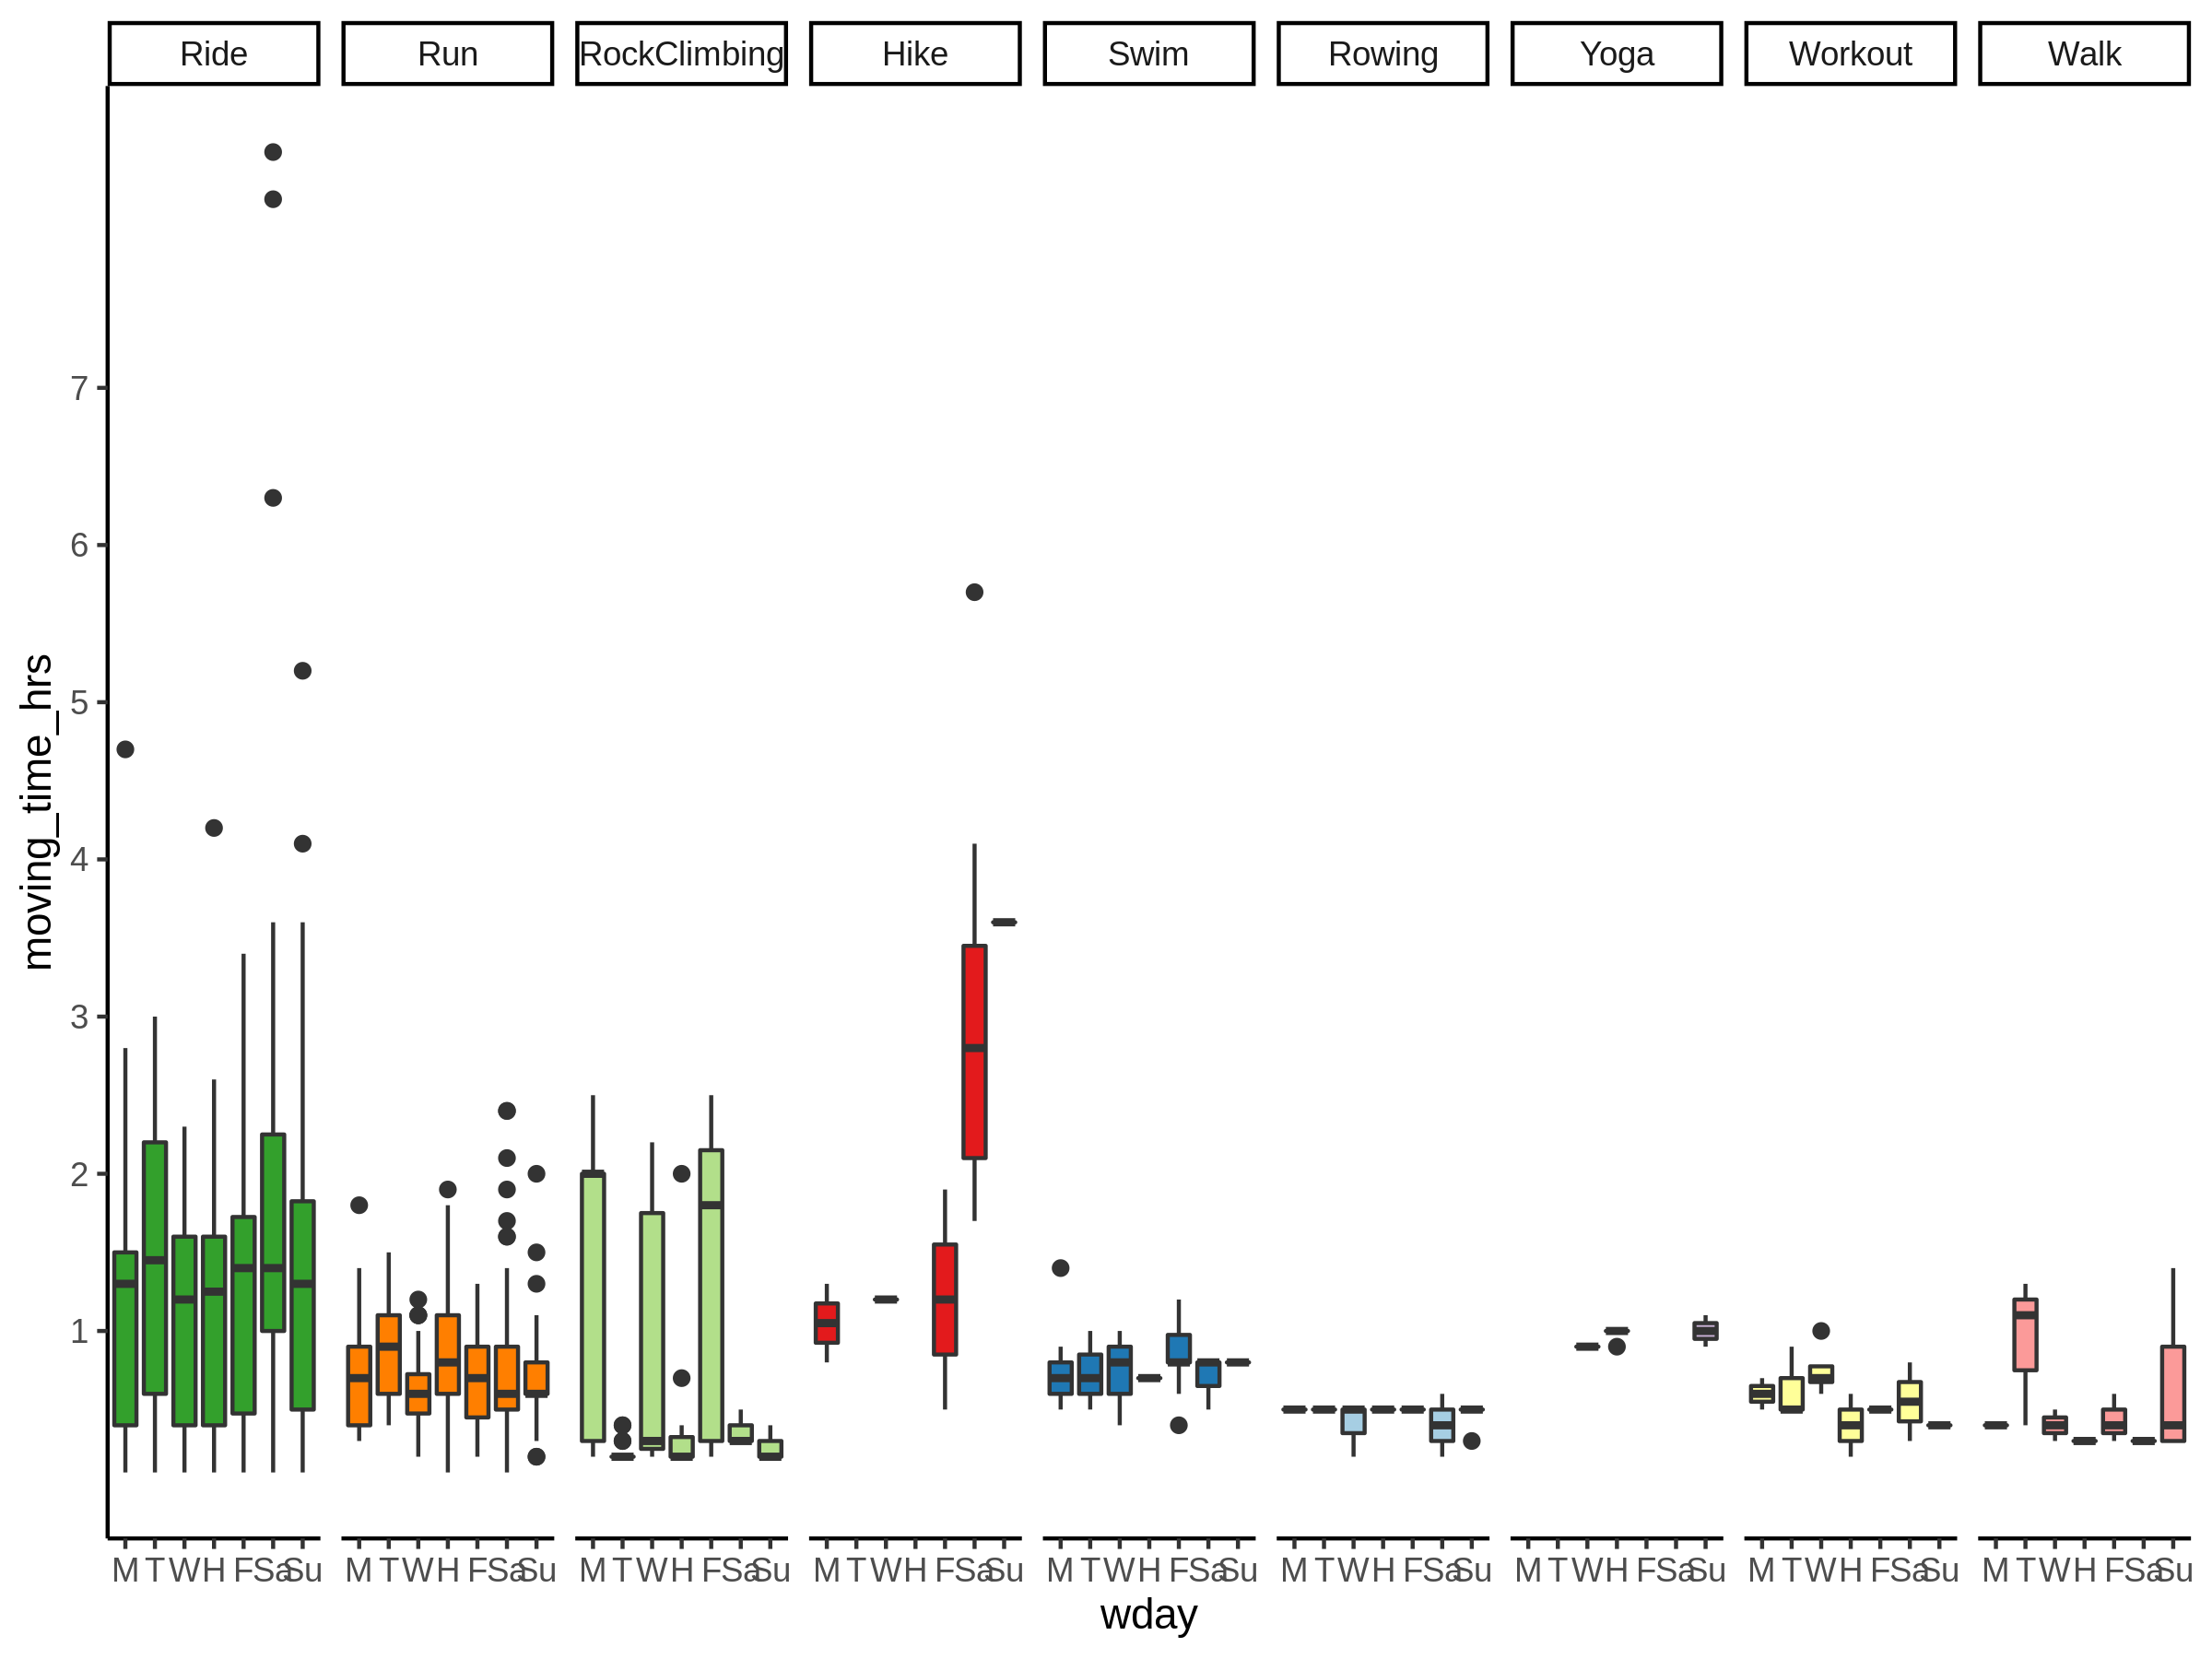 Ride Run RockClimbing Hike Swim Rowing Yoga Workout Walk
7
6
5
4
3
2
1
moving_time_hrs
M T W H F Sa Su M T W H F Sa Su M T W H F Sa Su M T W H F Sa Su M T W H F Sa Su M T W H F Sa Su M T W H F Sa Su M T W H F Sa Su M T W H F Sa Su
wday